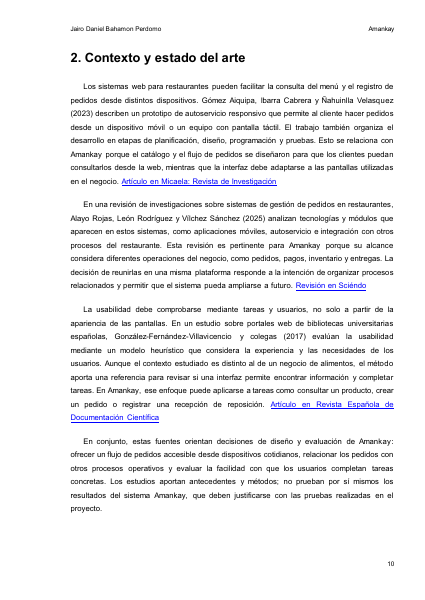 Jairo Daniel Bahamon Perdomo
Amankay
2. Contexto y estado del arte
Los sistemas web para restaurantes pueden facilitar la consulta del menú y el registro de
pedidos desde distintos dispositivos. Gómez Aiquipa, Ibarra Cabrera y Ñahuinlla Velasquez
(2023) describen un prototipo de autoservicio responsivo que permite al cliente hacer pedidos
desde un dispositivo móvil o un equipo con pantalla táctil. El trabajo también organiza el
desarrollo en etapas de planificación, diseño, programación y pruebas. Esto se relaciona con
Amankay porque el catálogo y el flujo de pedidos se diseñaron para que los clientes puedan
consultarlos desde la web, mientras que la interfaz debe adaptarse a las pantallas utilizadas
en el negocio. Artículo en Micaela: Revista de Investigación
En una revisión de investigaciones sobre sistemas de gestión de pedidos en restaurantes,
Alayo Rojas, León Rodríguez y Vílchez Sánchez (2025) analizan tecnologías y módulos que
aparecen en estos sistemas, como aplicaciones móviles, autoservicio e integración con otros
procesos del restaurante. Esta revisión es pertinente para Amankay porque su alcance
considera diferentes operaciones del negocio, como pedidos, pagos, inventario y entregas. La
decisión de reunirlas en una misma plataforma responde a la intención de organizar procesos
relacionados y permitir que el sistema pueda ampliarse a futuro. Revisión en Sciéndo
La usabilidad debe comprobarse mediante tareas y usuarios, no solo a partir de la
apariencia de las pantallas. En un estudio sobre portales web de bibliotecas universitarias
españolas, González-Fernández-Villavicencio y colegas (2017) evalúan la usabilidad
mediante un modelo heurístico que considera la experiencia y las necesidades de los
usuarios. Aunque el contexto estudiado es distinto al de un negocio de alimentos, el método
aporta una referencia para revisar si una interfaz permite encontrar información y completar
tareas. En Amankay, ese enfoque puede aplicarse a tareas como consultar un producto, crear
un pedido o registrar una recepción de reposición. Artículo en Revista Española de
Documentación Científica
En conjunto, estas fuentes orientan decisiones de diseño y evaluación de Amankay:
ofrecer un flujo de pedidos accesible desde dispositivos cotidianos, relacionar los pedidos con
otros procesos operativos y evaluar la facilidad con que los usuarios completan tareas
concretas. Los estudios aportan antecedentes y métodos; no prueban por sí mismos los
resultados del sistema Amankay, que deben justificarse con las pruebas realizadas en el
proyecto.
10